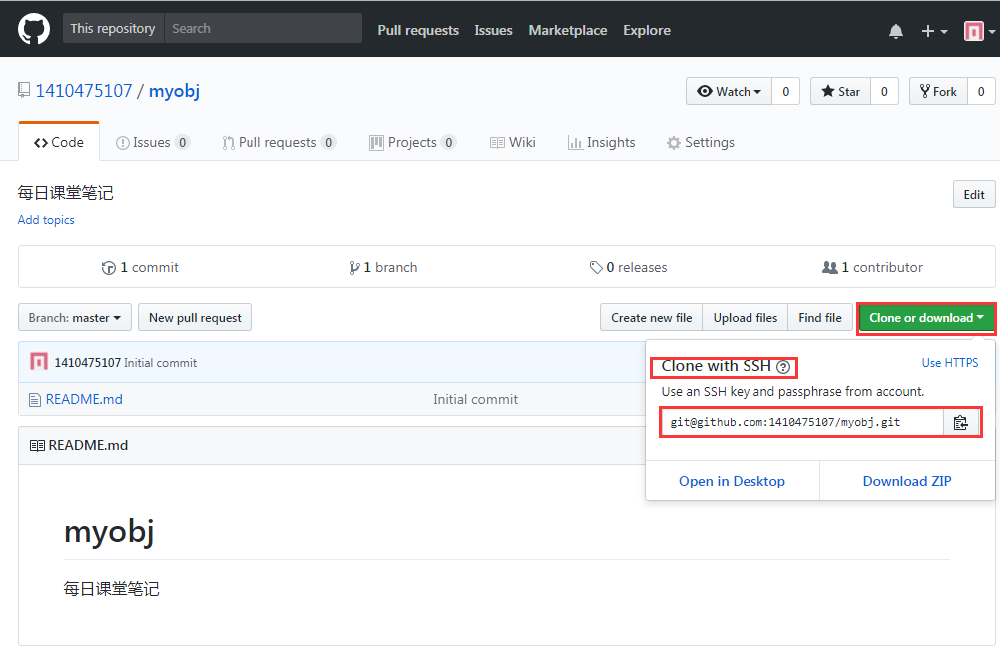 This repository Search Pull requests Issues Marketplace Explore
1410475107 / myobj Watch 0 Star 0 Fork 0
Code Issues 0 Pull requests 0 Projects 0 Wiki Insights Settings
每日课堂笔记 Edit
Add topics
1 commit 1 branch 0 releases 1 contributor
Branch: master New pull request Create new file Upload files Find file Clone or download
1410475107 Initial commit
README.md Initial commit
Clone with SSH ? Use HTTPS
Use an SSH key and passphrase from account.
git@github.com:1410475107/myobj.git
Open in Desktop Download ZIP
README.md
myobj
每日课堂笔记